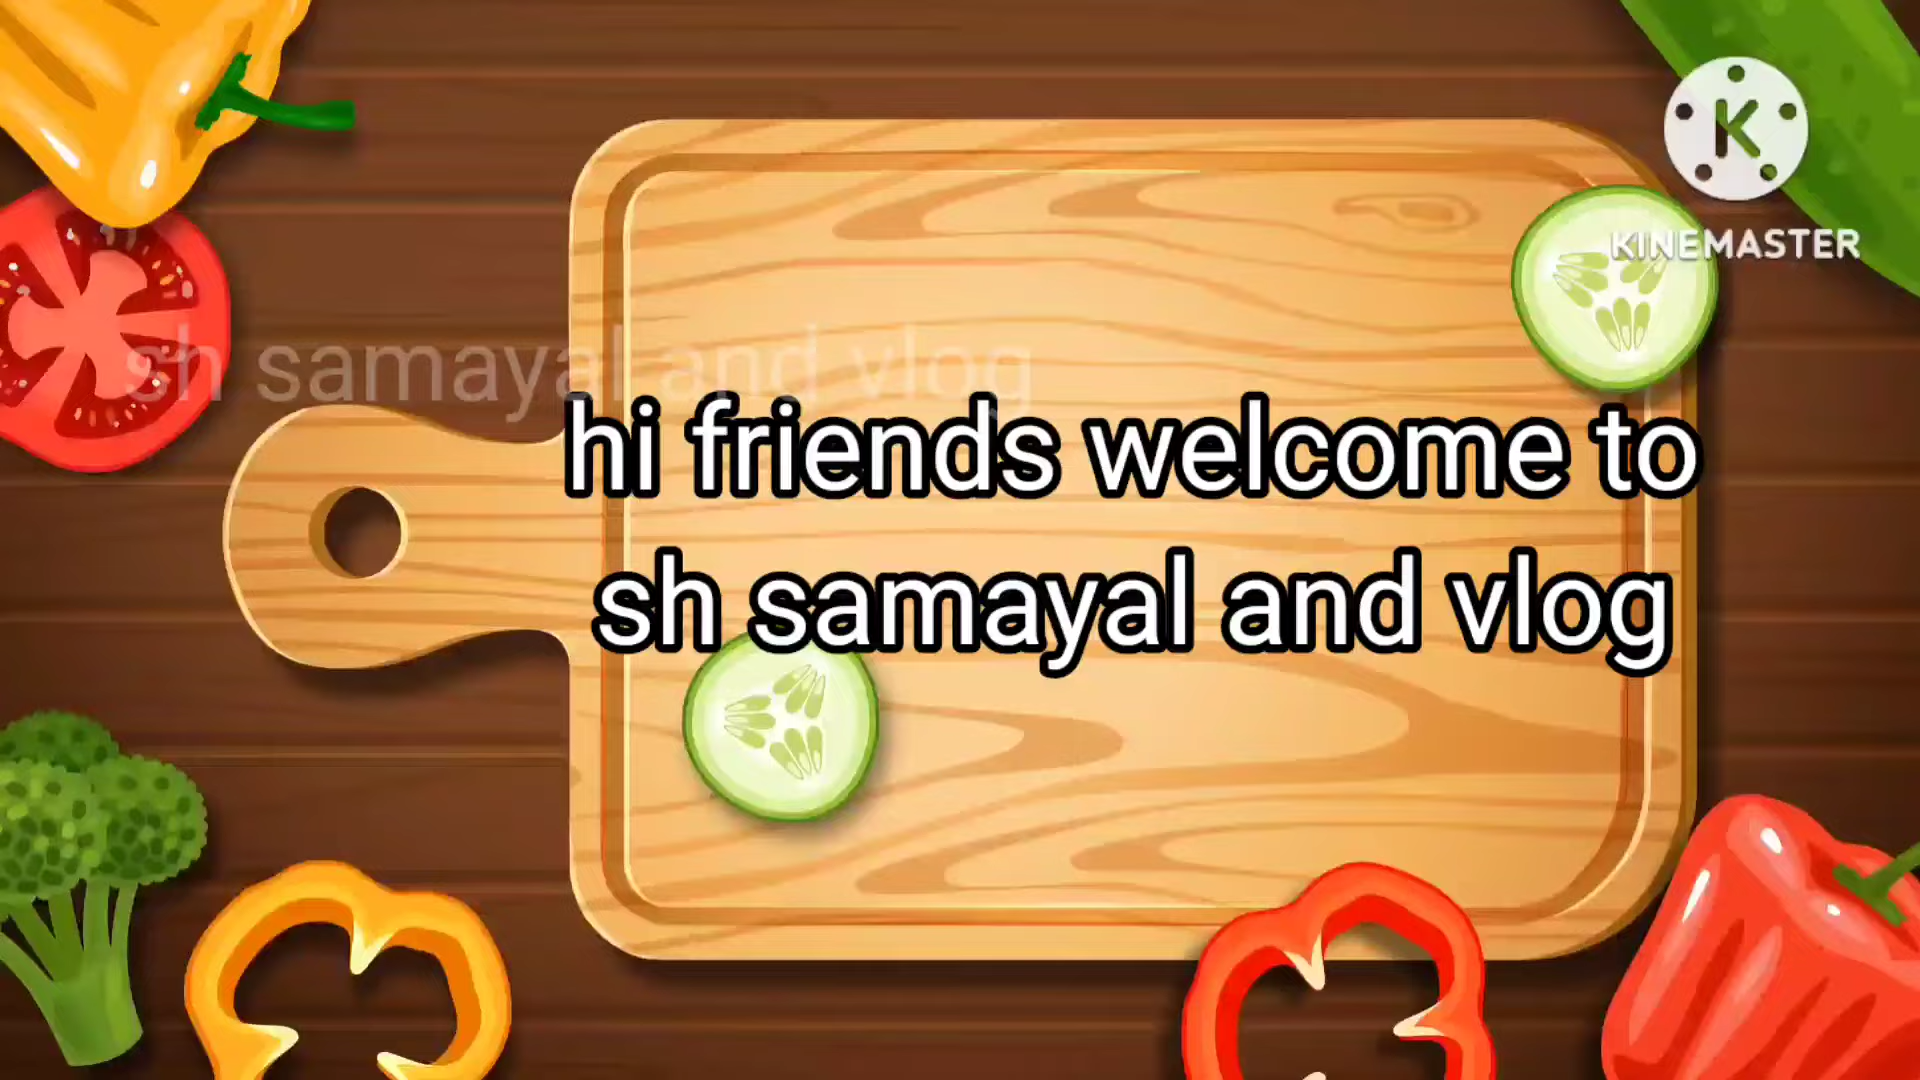 K
KINEMASTER
sh samayal and vlog
hi friends welcome to
sh samayal and vlog